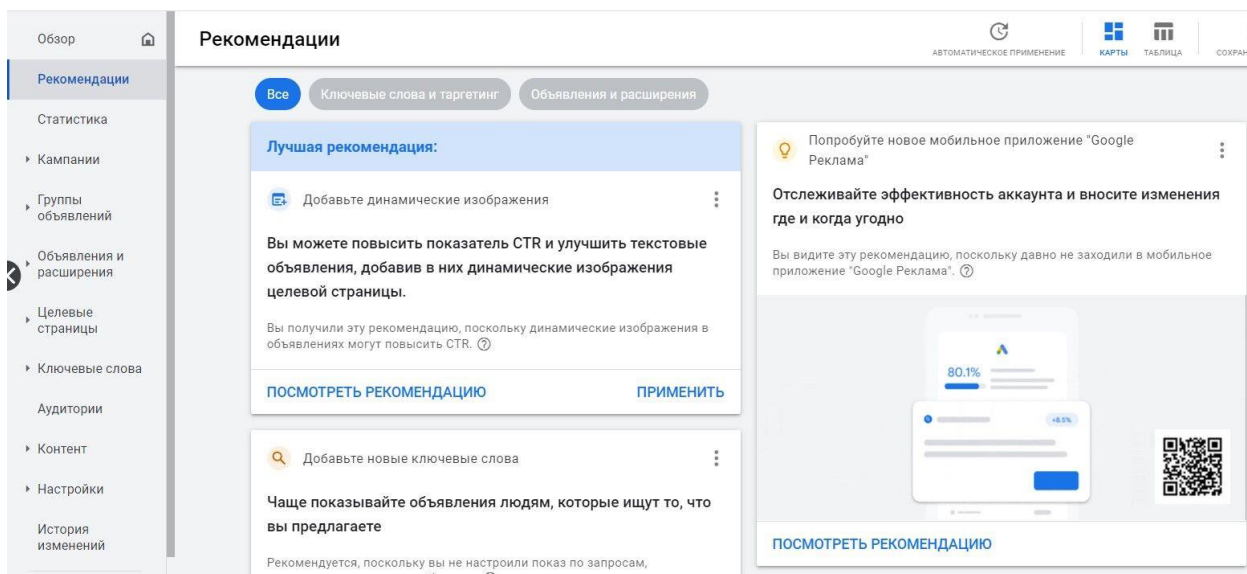 Обзор
Рекомендации
Статистика
Кампании
Группы
объявлений
Объявления и
расширения
Целевые
страницы
Ключевые слова
Аудитории
Контент
Настройки
История
изменений
Рекомендации
АВТОМАТИЧЕСКОЕ ПРИМЕНЕНИЕ
КАРТЫ
ТАБЛИЦА
СОХРАН
Все
Ключевые слова и таргетинг
Объявления и расширения
Лучшая рекомендация:
Добавьте динамические изображения
Вы можете повысить показатель CTR и улучшить текстовые
объявления, добавив в них динамические изображения
целевой страницы.
Вы получили эту рекомендацию, поскольку динамические изображения в
объявлениях могут повысить CTR.
ПОСМОТРЕТЬ РЕКОМЕНДАЦИЮ
ПРИМЕНИТЬ
Добавьте новые ключевые слова
Чаще показывайте объявления людям, которые ищут то, что
вы предлагаете
Рекомендуется, поскольку вы не настроили показ по запросам,
Попробуйте новое мобильное приложение "Google
Реклама"
Отслеживайте эффективность аккаунта и вносите изменения
где и когда угодно
Вы видите эту рекомендацию, поскольку давно не заходили в мобильное
приложение "Google Реклама".
80.1%
+8.5%
ПОСМОТРЕТЬ РЕКОМЕНДАЦИЮ